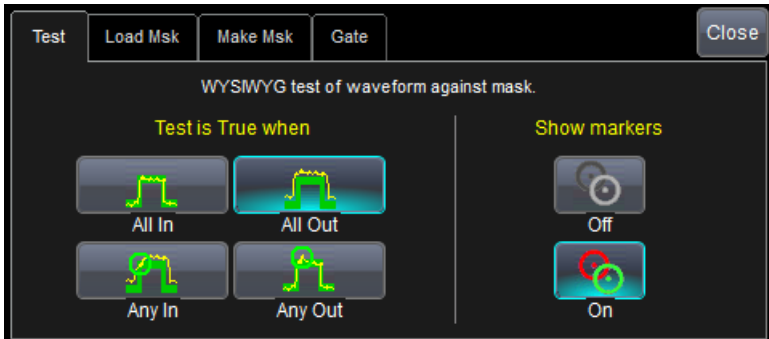 Test Load Msk Make Msk Gate Close
WYSIWYG test of waveform against mask.
Test is True when Show markers
All In All Out Off
Any In Any Out On